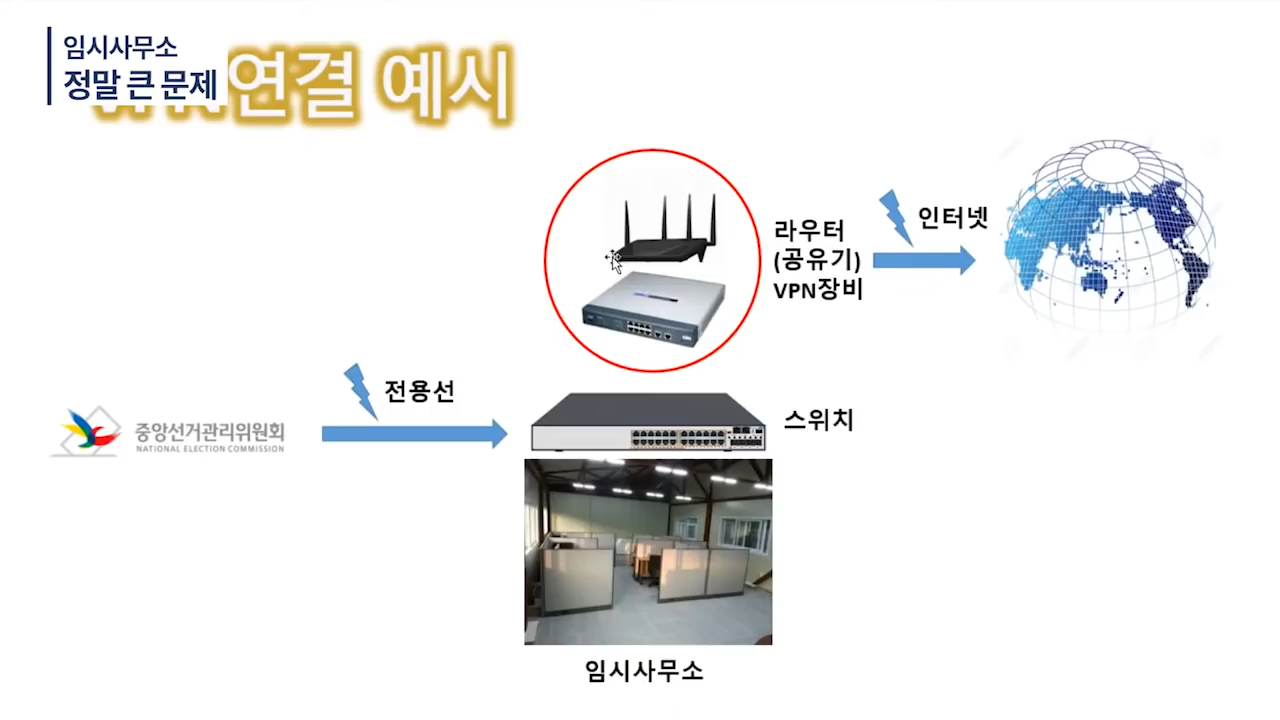 임시사무소
정말 큰 문제
연결 예시
라우터
(공유기)
VPN장비
인터넷
전용선
중앙선거관리위원회
NATIONAL ELECTION COMMISSION
스위치
임시사무소